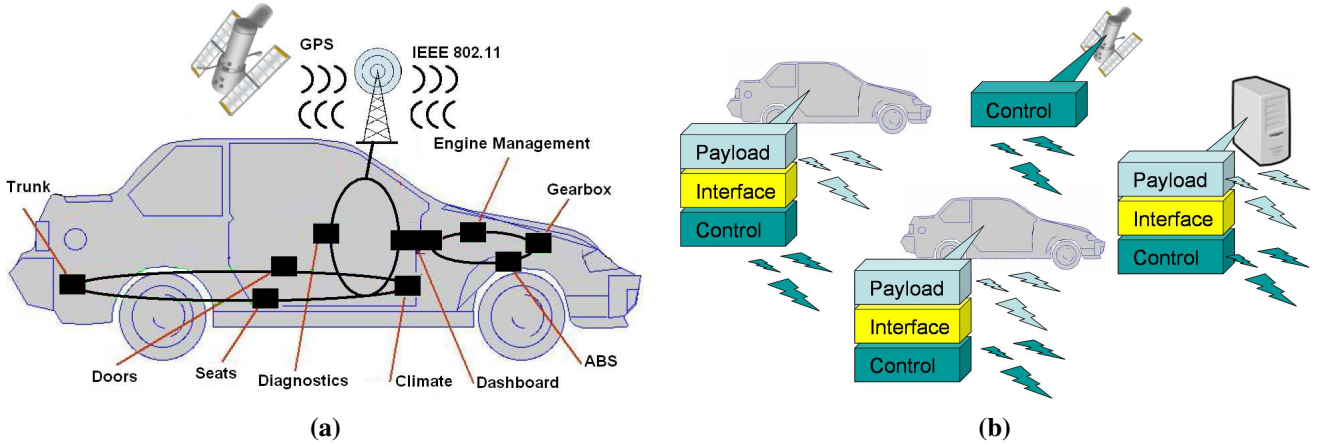 GPS
IEEE 802.11
Engine Management
Gearbox
Trunk
Doors
Seats
Diagnostics
Climate
Dashboard
ABS
(a)
Payload
Interface
Control
Control
Payload
Interface
Control
Payload
Interface
Control
(b)